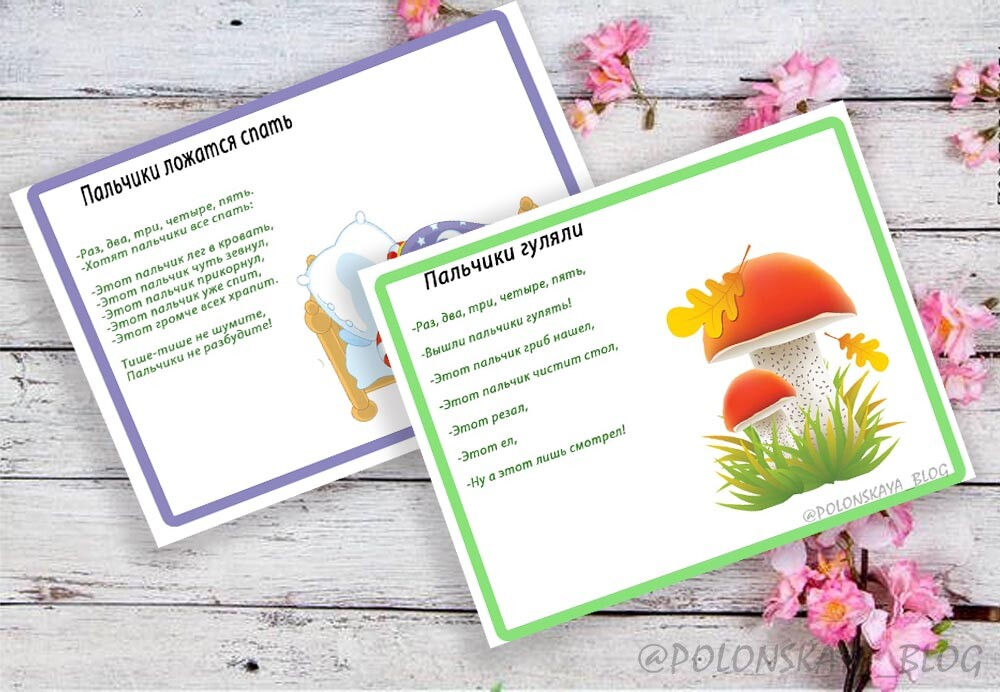 Пальчики ложатся спать
-Раз, два, три, четыре, пять.
-Хотят пальчики все спать:
-Этот пальчик лег в кровать,
-Этот пальчик чуть зевнул,
-Этот пальчик прикорнул,
-Этот пальчик уже спит,
-Этот громче всех храпит.
Тише-тише не шумите,
Пальчики не разбудите!
Пальчики гуляли
-Раз, два, три, четыре, пять,
-Вышли пальчики гулять!
-Этот пальчик гриб нашел,
-Этот пальчик чистит стол,
-Этот резал,
-Этот ел,
-Ну а этот лишь смотрел!
@POLONSKAYA_BLOG
@POLONSKAYA_BLOG